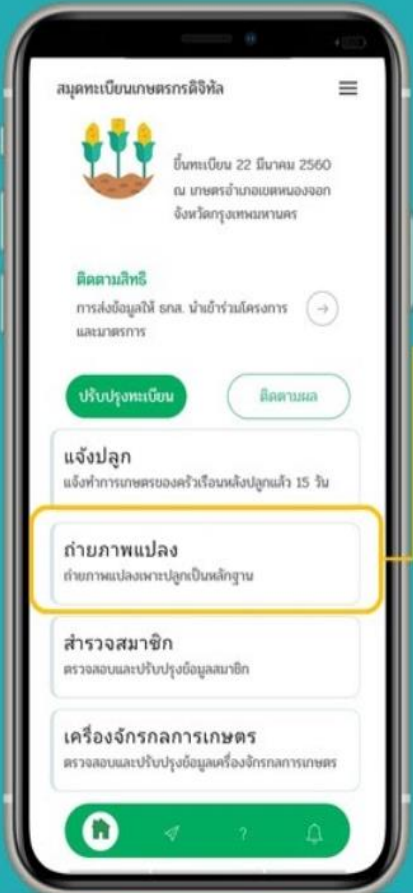 สมุดทะเบียนเกษตรกรดิจิทัล
ขึ้นทะเบียน 22 มีนาคม 2560
ณ เกษตรอำเภอเขตหนองจอก
จังหวัดกรุงเทพมหานคร
ติดตามสิทธิ
การส่งข้อมูลให้ ธกส. นำเข้าร่วมโครงการ
และมาตรการ
ปรับปรุงทะเบียน
ติดตามผล
แจ้งปลูก
แจ้งทำการเกษตรของครัวเรือนหลังปลูกแล้ว 15 วัน
ถ่ายภาพแปลง
ถ่ายภาพแปลงเพาะปลูกเป็นหลักฐาน
สำรวจสมาชิก
ตรวจสอบและปรับปรุงข้อมูลสมาชิก
เครื่องจักรกลการเกษตร
ตรวจสอบและปรับปรุงข้อมูลเครื่องจักรกลการเกษตร
?